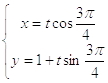 x = t cos 3π/4
y = 1 + t sin 3π/4